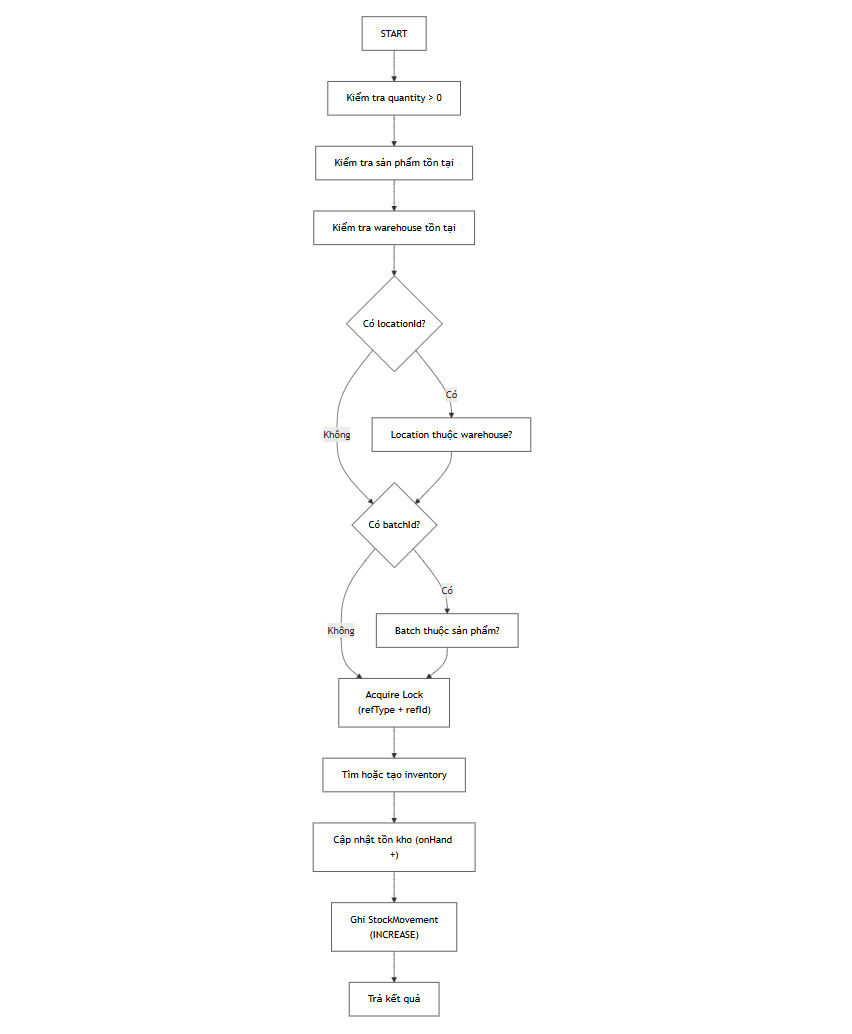 START
Kiểm tra quantity > 0
Kiểm tra sản phẩm tồn tại
Kiểm tra warehouse tồn tại
Có locationId?
Có
Không
Location thuộc warehouse?
Có batchId?
Có
Không
Batch thuộc sản phẩm?
Acquire Lock
(refType + refId)
Tìm hoặc tạo inventory
Cập nhật tồn kho (onHand
+)
Ghi StockMovement
(INCREASE)
Trả kết quả